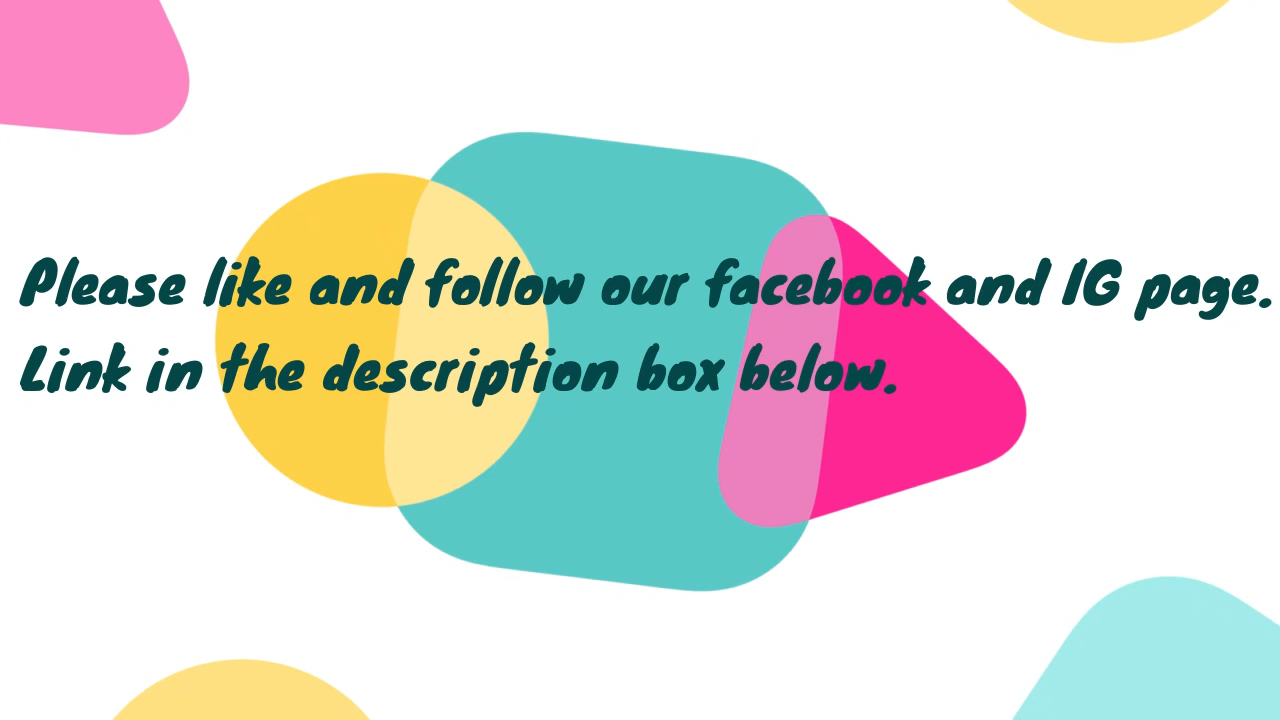 Please like and follow our facebook and IG page.
Link in the description box below.